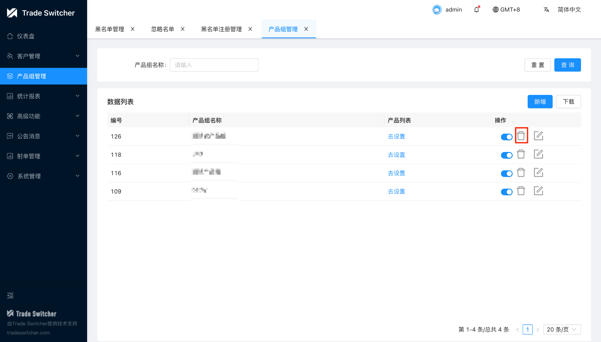 Trade Switcher
admin
GMT+8
简体中文
黑名单管理 ×
忽略名单 ×
黑名单注册管理 ×
产品组管理 ×
仪表盘
客户管理
产品组管理
统计报表
高级功能
公告消息
射单管理
系统管理
Trade Switcher
由Trade Switcher提供技术支持
tradeswitcher.com
产品组名称: 请输入
重 置
查 询
数据列表
新增
下载
编号 产品组名称 产品列表 操作
126 去设置
118 去设置
116 去设置
109 去设置
第 1-4 条/总共 4 条 < 1 > 20 条/页